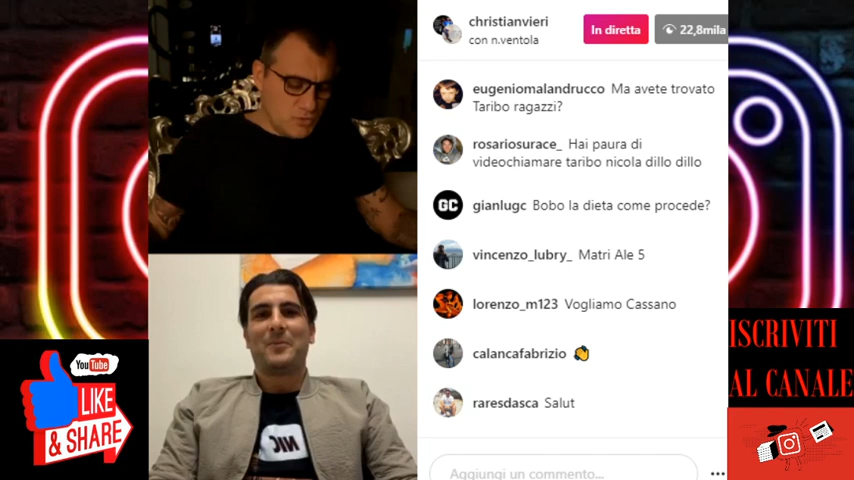 christianvieri
con n.ventola
In diretta
22,8mila
eugeniomalandrucco Ma avete trovato
Taribo ragazzi?
rosariosurace_ Hai paura di
videochiamare taribo nicola dillo dillo
GC
gianlugc Bobo la dieta come procede?
vincenzo_lubry_ Matri Ale 5
lorenzo_m123 Vogliamo Cassano
calancafabrizio 👏
raresdasca Salut
Aggiungi un commento...
YouTube
LIKE
& SHARE
NIC
ISCRIVITI
AL CANALE